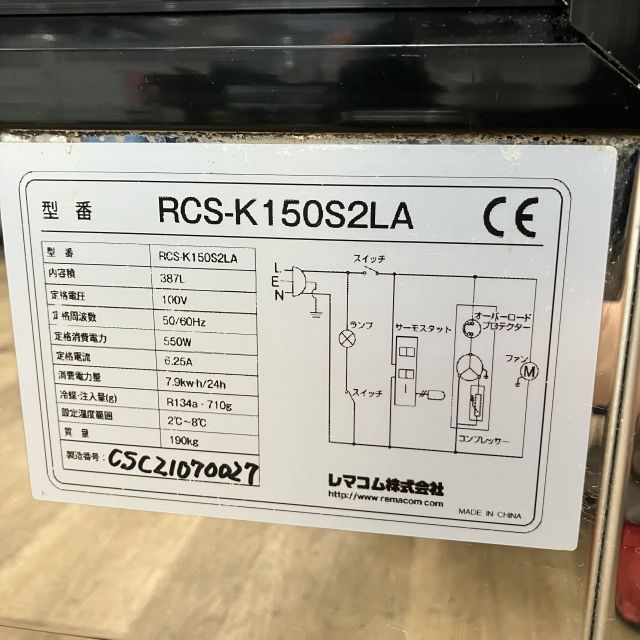 型番 RCS-K150S2LA CE
型番 RCS-K150S2LA
内容積 387L
定格電圧 100V
定格周波数 50/60Hz
定格消費電力 550W
定格電流 6.25A
消費電力量 7.9kwh/24h
冷媒・注入量(g) R134a・710g
設定温度範囲 2℃~8℃
質量 190kg
製造番号: CSC21070027
L
E
N
スイッチ
ランプ
サーモスタット
スイッチ
オーバーロード
プロテクター
ファン
M
コンプレッサー
レマコム株式会社
http://www.remacom.com
MADE IN CHINA